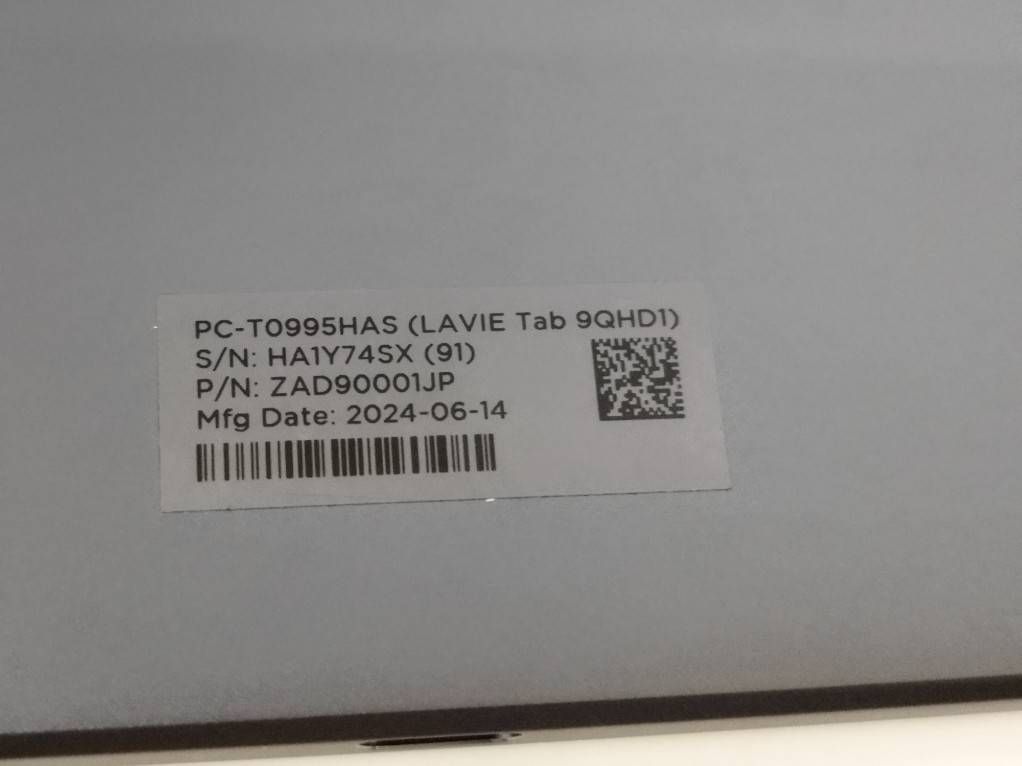 PC-T0995HAS (LAVIE Tab 9QHD1)
S/N: HA1Y74SX (91)
P/N: ZAD90001JP
Mfg Date: 2024-06-14